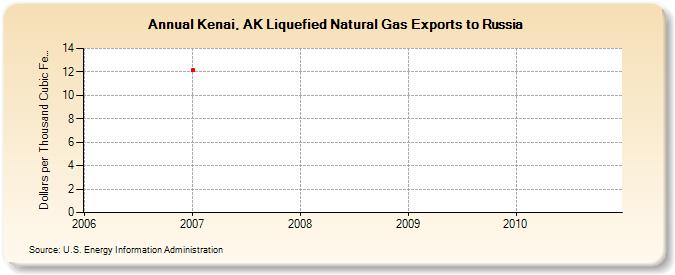 Annual Kenai, AK Liquefied Natural Gas Exports to Russia
Dollars per Thousand Cubic Fe...
14
12
10
8
6
4
2
0
2006 2007 2008 2009 2010
Source: U.S. Energy Information Administration